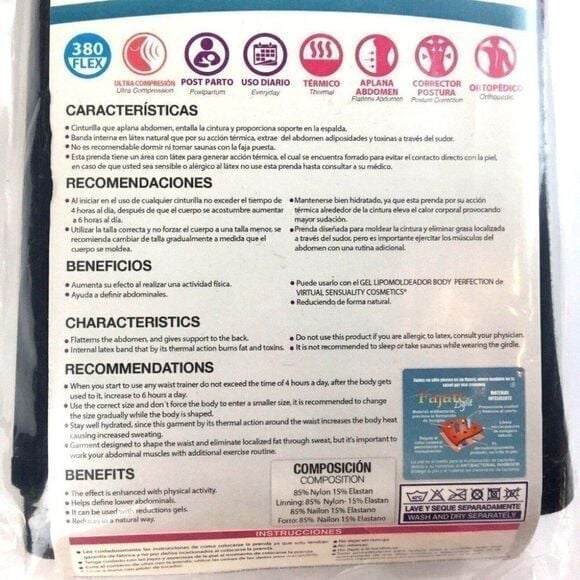 380
FLEX
ULTRA COMPRESIÓN
Ultra Compression
POST PARTO
Postpartum
USO DIARIO
Everyday
TÉRMICO
Thermal
APLANA
ABDOMEN
Flattens Abdomen
CORRECTOR
POSTURA
Posture Correction
ORTOPÉDICO
Orthopaedic
CARACTERÍSTICAS
• Cinturilla que aplana abdomen, entalla la cintura y proporciona soporte en la espalda.
• Banda interna en látex natural que por su acción térmica, extrae del abdomen adiposidades y toxinas a través del sudor.
• No es recomendable dormir ni tomar saunas con la faja puesta.
• Esta prenda tiene un área con látex para generar acción térmica, el cual se encuentra forrado para evitar el contacto directo con la piel,
en caso de que usted sea sensible o alérgico al látex no use esta prenda hasta consultar a su médico.
RECOMENDACIONES
• Al iniciar en el uso de cualquier cinturilla no exceder el tiempo de
4 horas al día, después de que el cuerpo se acostumbre aumentar
a 6 horas al día.
• Utilizar la talla correcta y no forzar el cuerpo a una talla menor, se
recomienda cambiar de talla gradualmente a medida que el
cuerpo se moldea.
• Mantenerse bien hidratado, ya que esta prenda por su acción
térmica alrededor de la cintura eleva el calor corporal provocando
mayor sudación.
• Prenda diseñada para moldear la cintura y eliminar grasa localizada
a través del sudor, pero es importante ejercitar los músculos del
abdomen con una rutina adicional.
BENEFICIOS
• Aumenta su efecto al realizar una actividad física.
• Ayuda a definir abdominales.
• Puede usarlo con el GEL LIPOMOLDEADOR BODY PERFECTION de
VIRTUAL SENSUALITY COSMETICS®
• Reduciendo de forma natural.
CHARACTERISTICS
• Flatterns the abdomen, and gives support to the back.
• Internal latex band that by its thermal action burns fat and toxins.
• Do not use this product if you are allergic to latex, consult your physician.
• It is not recommended to sleep or take saunas while wearing the girdle.
RECOMMENDATIONS
• When you start to use any waist trainer do not exceed the time of 4 hours a day, after the body gets
used to it, increase to 6 hours a day.
• Use the correct size and don't force the body to enter a smaller size, it is recommended to change
the size gradually while the body is shaped.
• Stay well hydrated, since this garment by its thermal action around the waist increases the body heat
causing increased sweating.
• Garment designed to shape the waist and eliminate localized fat through sweat, but it's important to
work your abdominal muscles with additional exercise routine.
Fájate
MATERIAL
INTELIGENTE
BENEFITS
• The effect is enhanced with physical activity.
• Helps define lower abdominals.
• It can be used with reductions gels.
• Reduces in a natural way.
COMPOSICIÓN
COMPOSITION
85% Nylon 15% Elastan
Linning: 85% Nylon- 15% Elastan
85% Nailon 15% Elastano
Forro: 85% Nailon 15% Elastano
LAVE Y SEQUE SEPARADAMENTE
WASH AND DRY SEPARATELY
INSTRUCCIONES